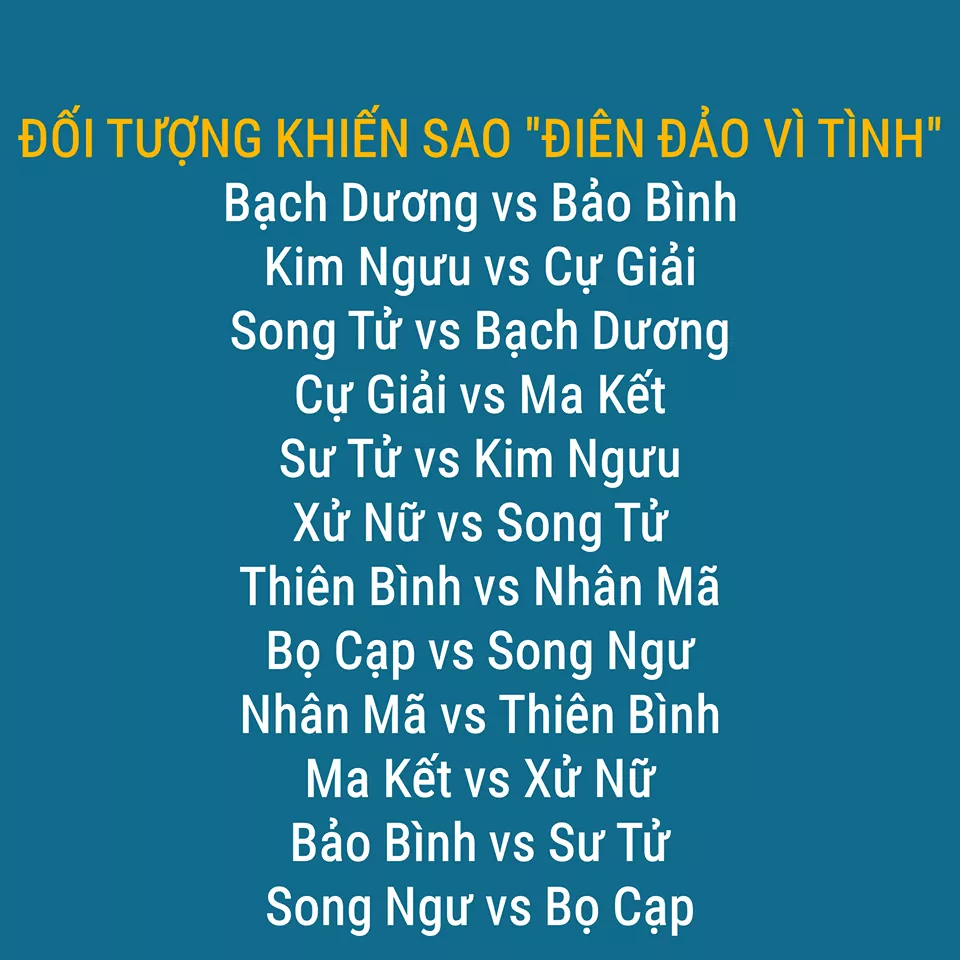 ĐỐI TƯỢNG KHIẾN SAO "ĐIÊN ĐẢO VÌ TÌNH"
Bạch Dương vs Bảo Bình
Kim Ngưu vs Cự Giải
Song Tử vs Bạch Dương
Cự Giải vs Ma Kết
Sư Tử vs Kim Ngưu
Xử Nữ vs Song Tử
Thiên Bình vs Nhân Mã
Bọ Cạp vs Song Ngư
Nhân Mã vs Thiên Bình
Ma Kết vs Xử Nữ
Bảo Bình vs Sư Tử
Song Ngư vs Bọ Cạp